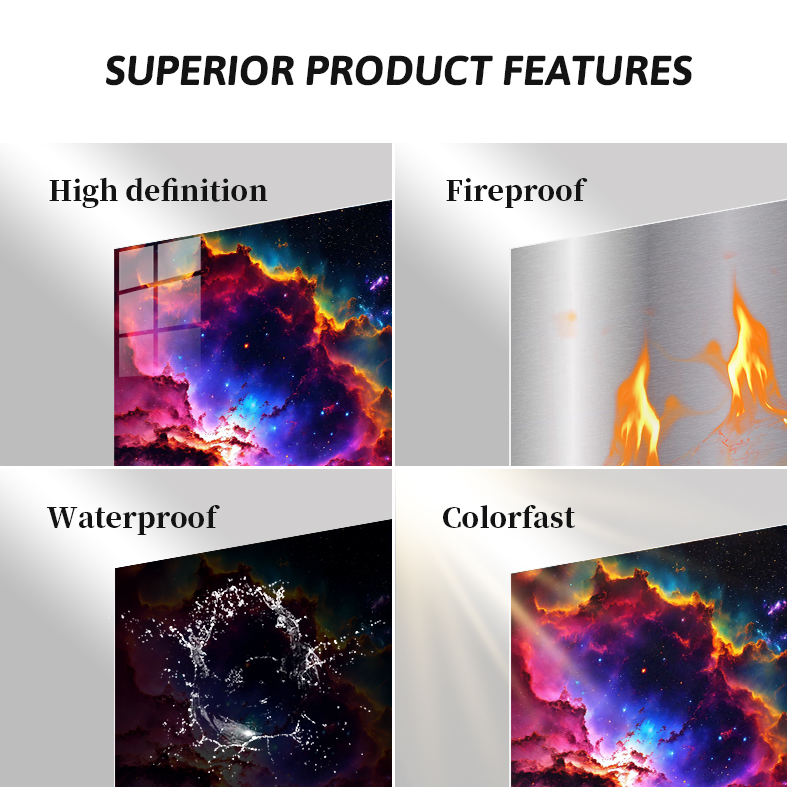 SUPERIOR PRODUCT FEATURES
High definition
Fireproof
Waterproof
Colorfast